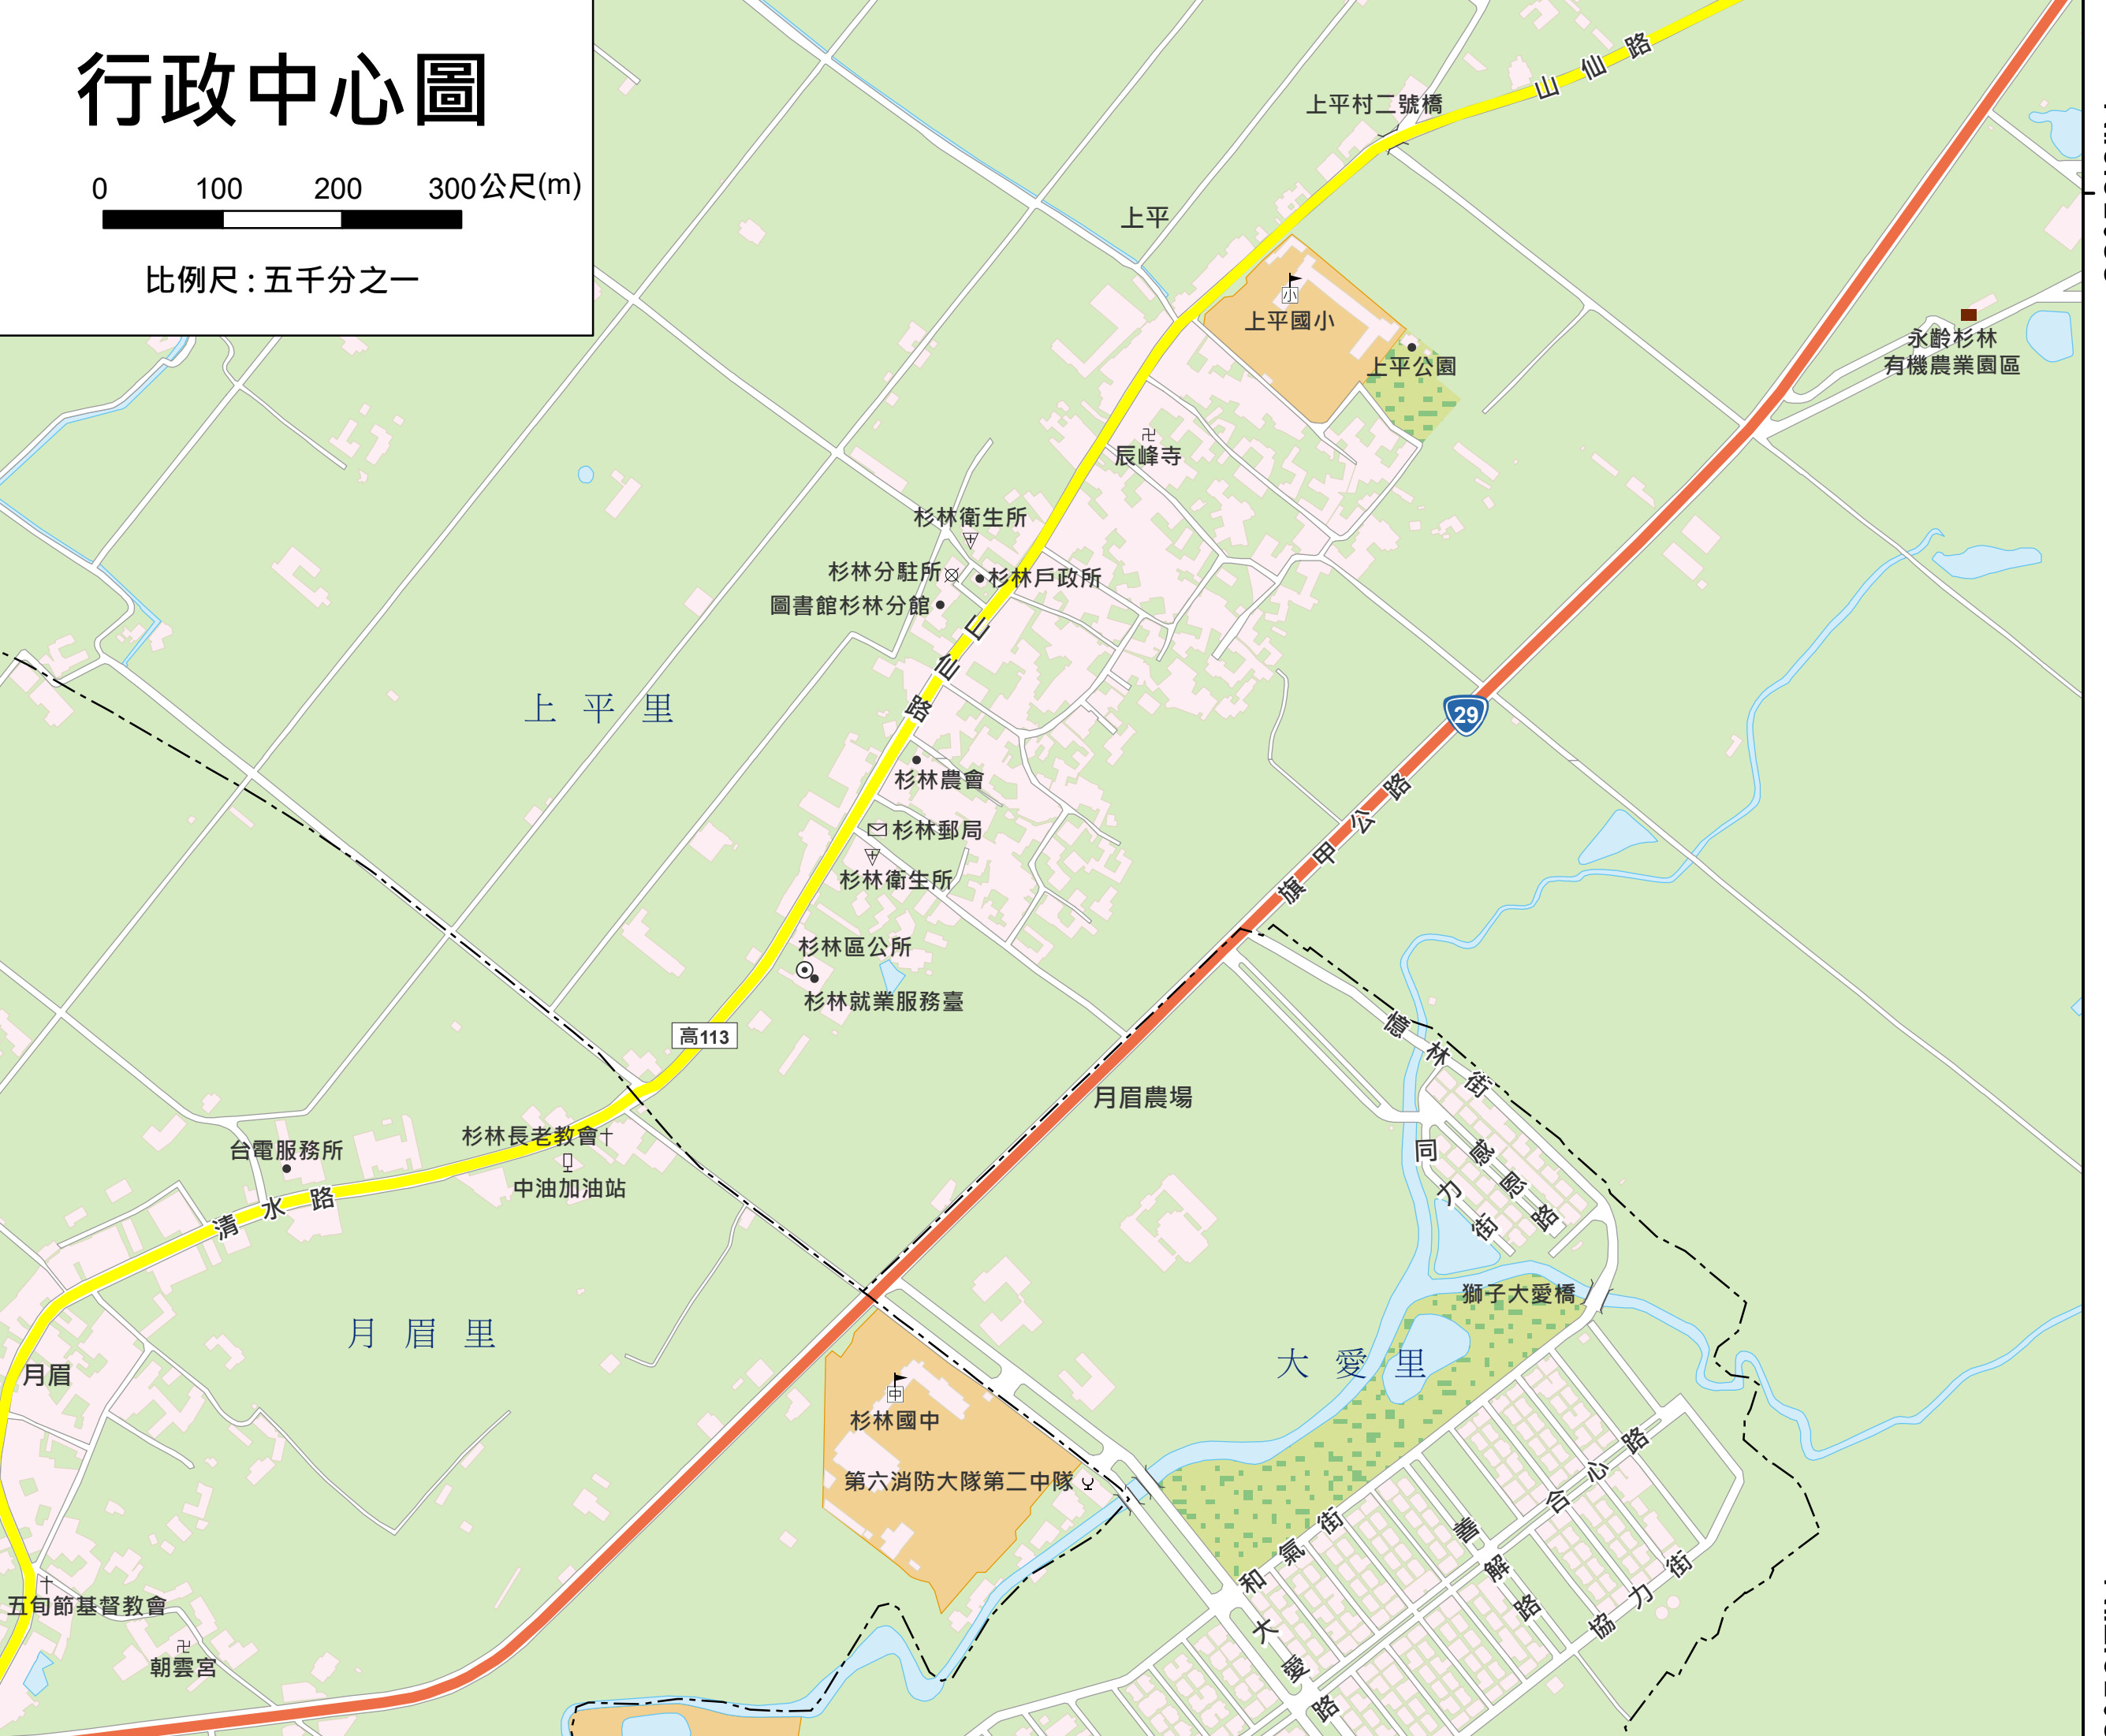 行政中心圖
0 100 200 300公尺(m)
比例尺：五千分之一
山仙路
上平村二號橋
上平
小
上平國小
上平公園
永齡杉林
有機農業園區
卍
辰峰寺
杉林衛生所
杉林分駐所
杉林戶政所
圖書館杉林分館
山仙路
上平里
29
杉林農會
旗甲公路
杉林郵局
杉林衛生所
杉林區公所
杉林就業服務臺
高113
憶林街
月眉農場
杉林長老教會
台電服務所
中油加油站
同力街
感恩路
清水路
獅子大愛橋
月眉里
大愛里
月眉
中
杉林國中
第六消防大隊第二中隊
合心路
和氣街
善解路
協力街
五旬節基督教會
大愛路
卍
朝雲宮